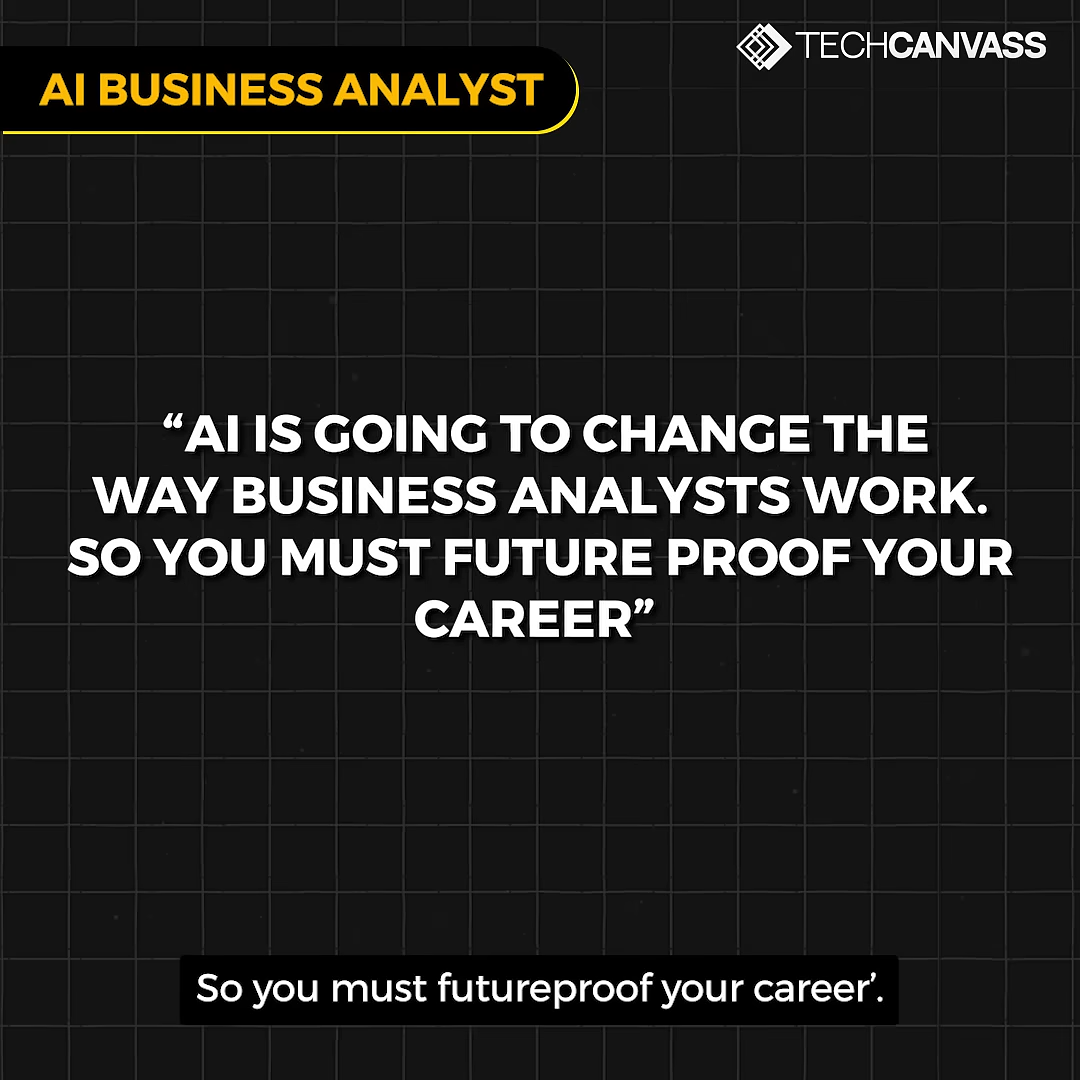 TECHCANVASS
AI BUSINESS ANALYST
“AI IS GOING TO CHANGE THE
WAY BUSINESS ANALYSTS WORK.
SO YOU MUST FUTURE PROOF YOUR
CAREER”
So you must futureproof your career’.